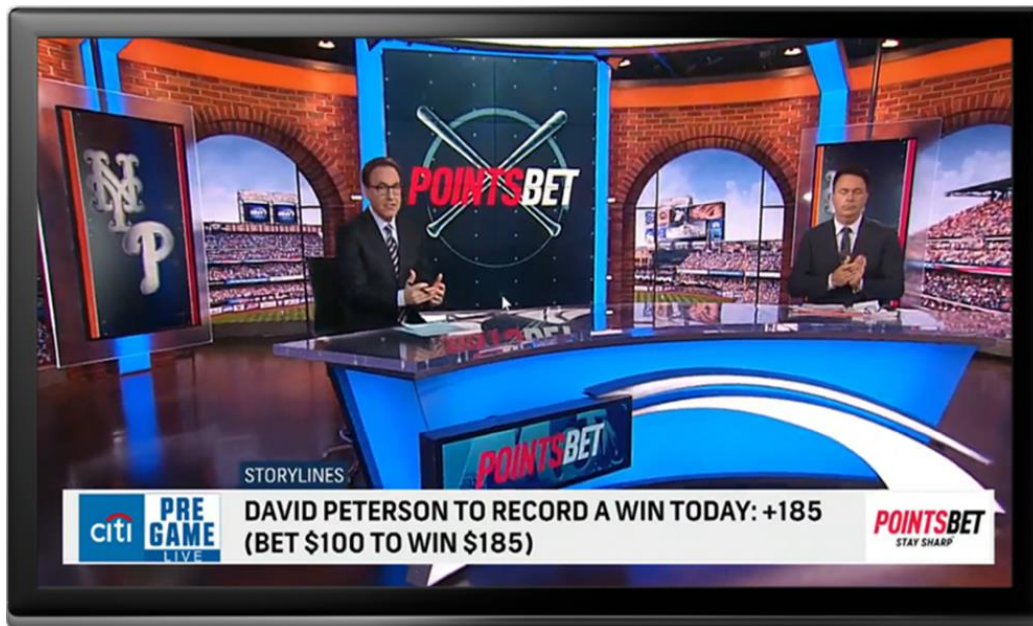 NY
P
POINTSBET
POINTSBET
STORYLINES
citi
PRE
GAME
LIVE
DAVID PETERSON TO RECORD A WIN TODAY: +185
(BET $100 TO WIN $185)
POINTSBET
STAY SHARP